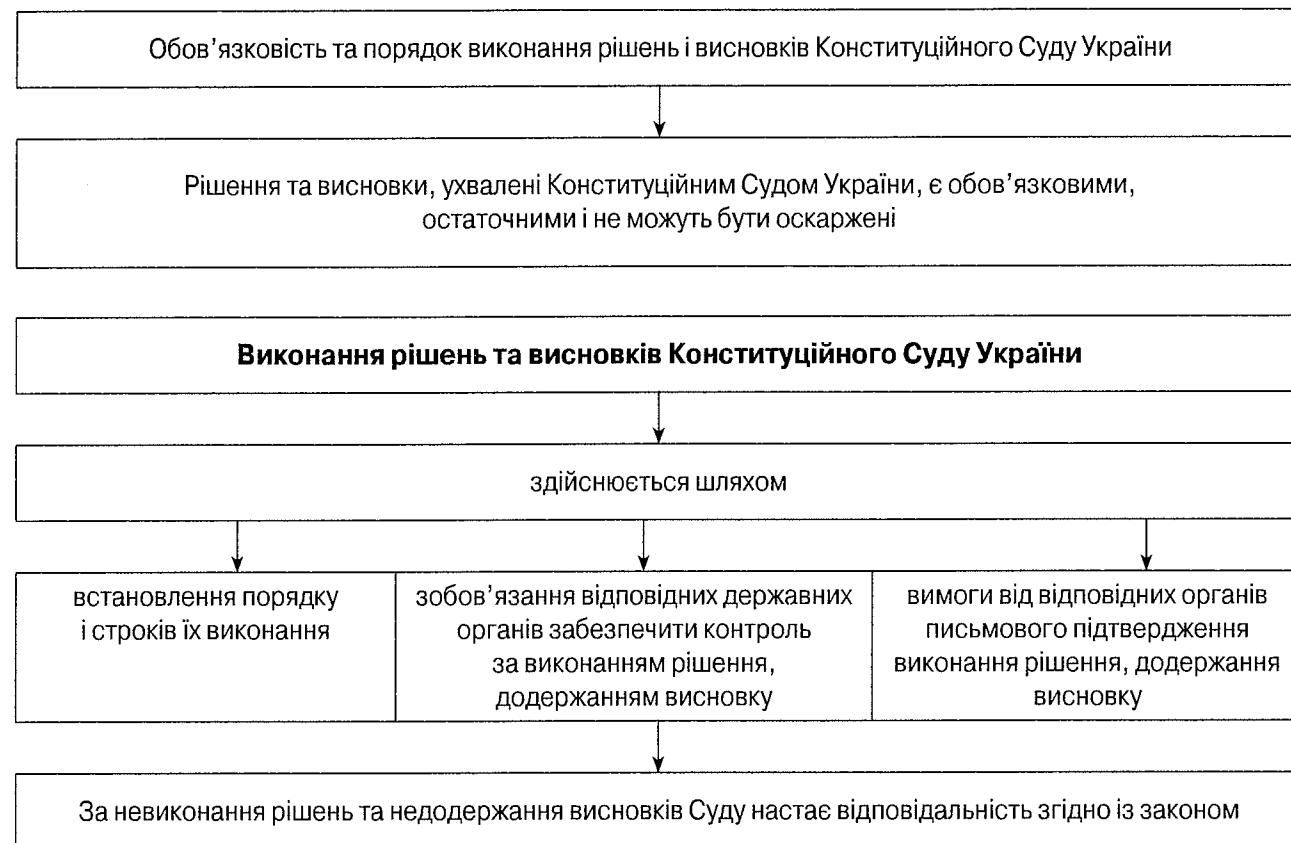 Обов’язковість та порядок виконання рішень і висновків Конституційного Суду України
Рішення та висновки, ухвалені Конституційним Судом України, є обов’язковими,
остаточними і не можуть бути оскаржені
Виконання рішень та висновків Конституційного Суду України
здійснюється шляхом
встановлення порядку
і строків їх виконання
зобов’язання відповідних державних
органів забезпечити контроль
за виконанням рішення,
додержанням висновку
вимоги від відповідних органів
письмового підтвердження
виконання рішення, додержання
висновку
За невиконання рішень та недодержання висновків Суду настає відповідальність згідно із законом